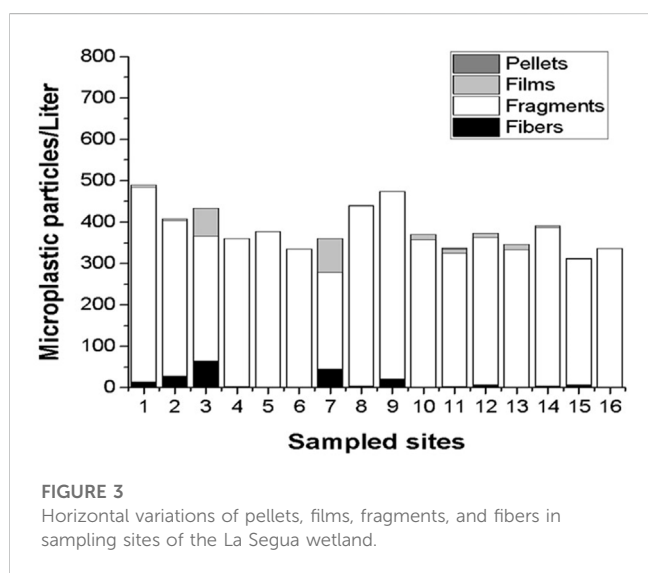 800
700
600
500
400
300
200
100
0
Microplastic particles/Liter
Pellets
Films
Fragments
Fibers
1 2 3 4 5 6 7 8 9 10 11 12 13 14 15 16
Sampled sites
FIGURE 3
Horizontal variations of pellets, films, fragments, and fibers in
sampling sites of the La Segua wetland.